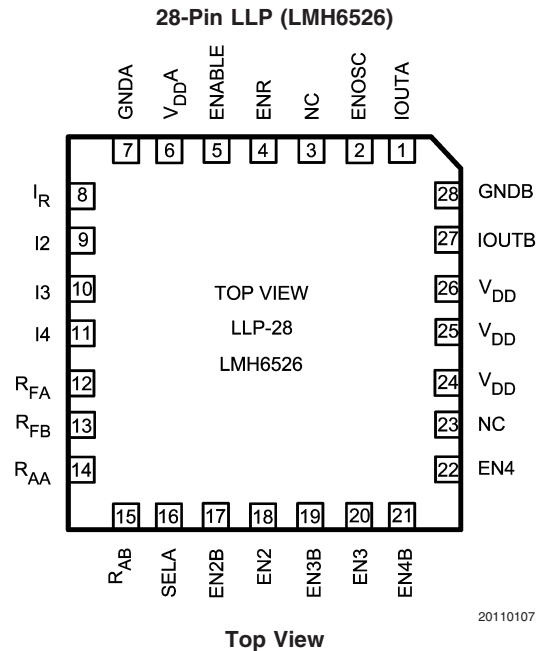 28-Pin LLP (LMH6526)
GNDA
VDDA
ENABLE
ENR
NC
ENOSC
IOUTA
7 6 5 4 3 2 1
IR 8
I2 9
I3 10
I4 11
RFA 12
RFB 13
RAA 14
TOP VIEW
LLP-28
LMH6526
28 GNDB
27 IOUTB
26 VDD
25 VDD
24 VDD
23 NC
22 EN4
15 16 17 18 19 20 21
RAB
SELA
EN2B
EN2
EN3B
EN3
EN4B
20110107
Top View